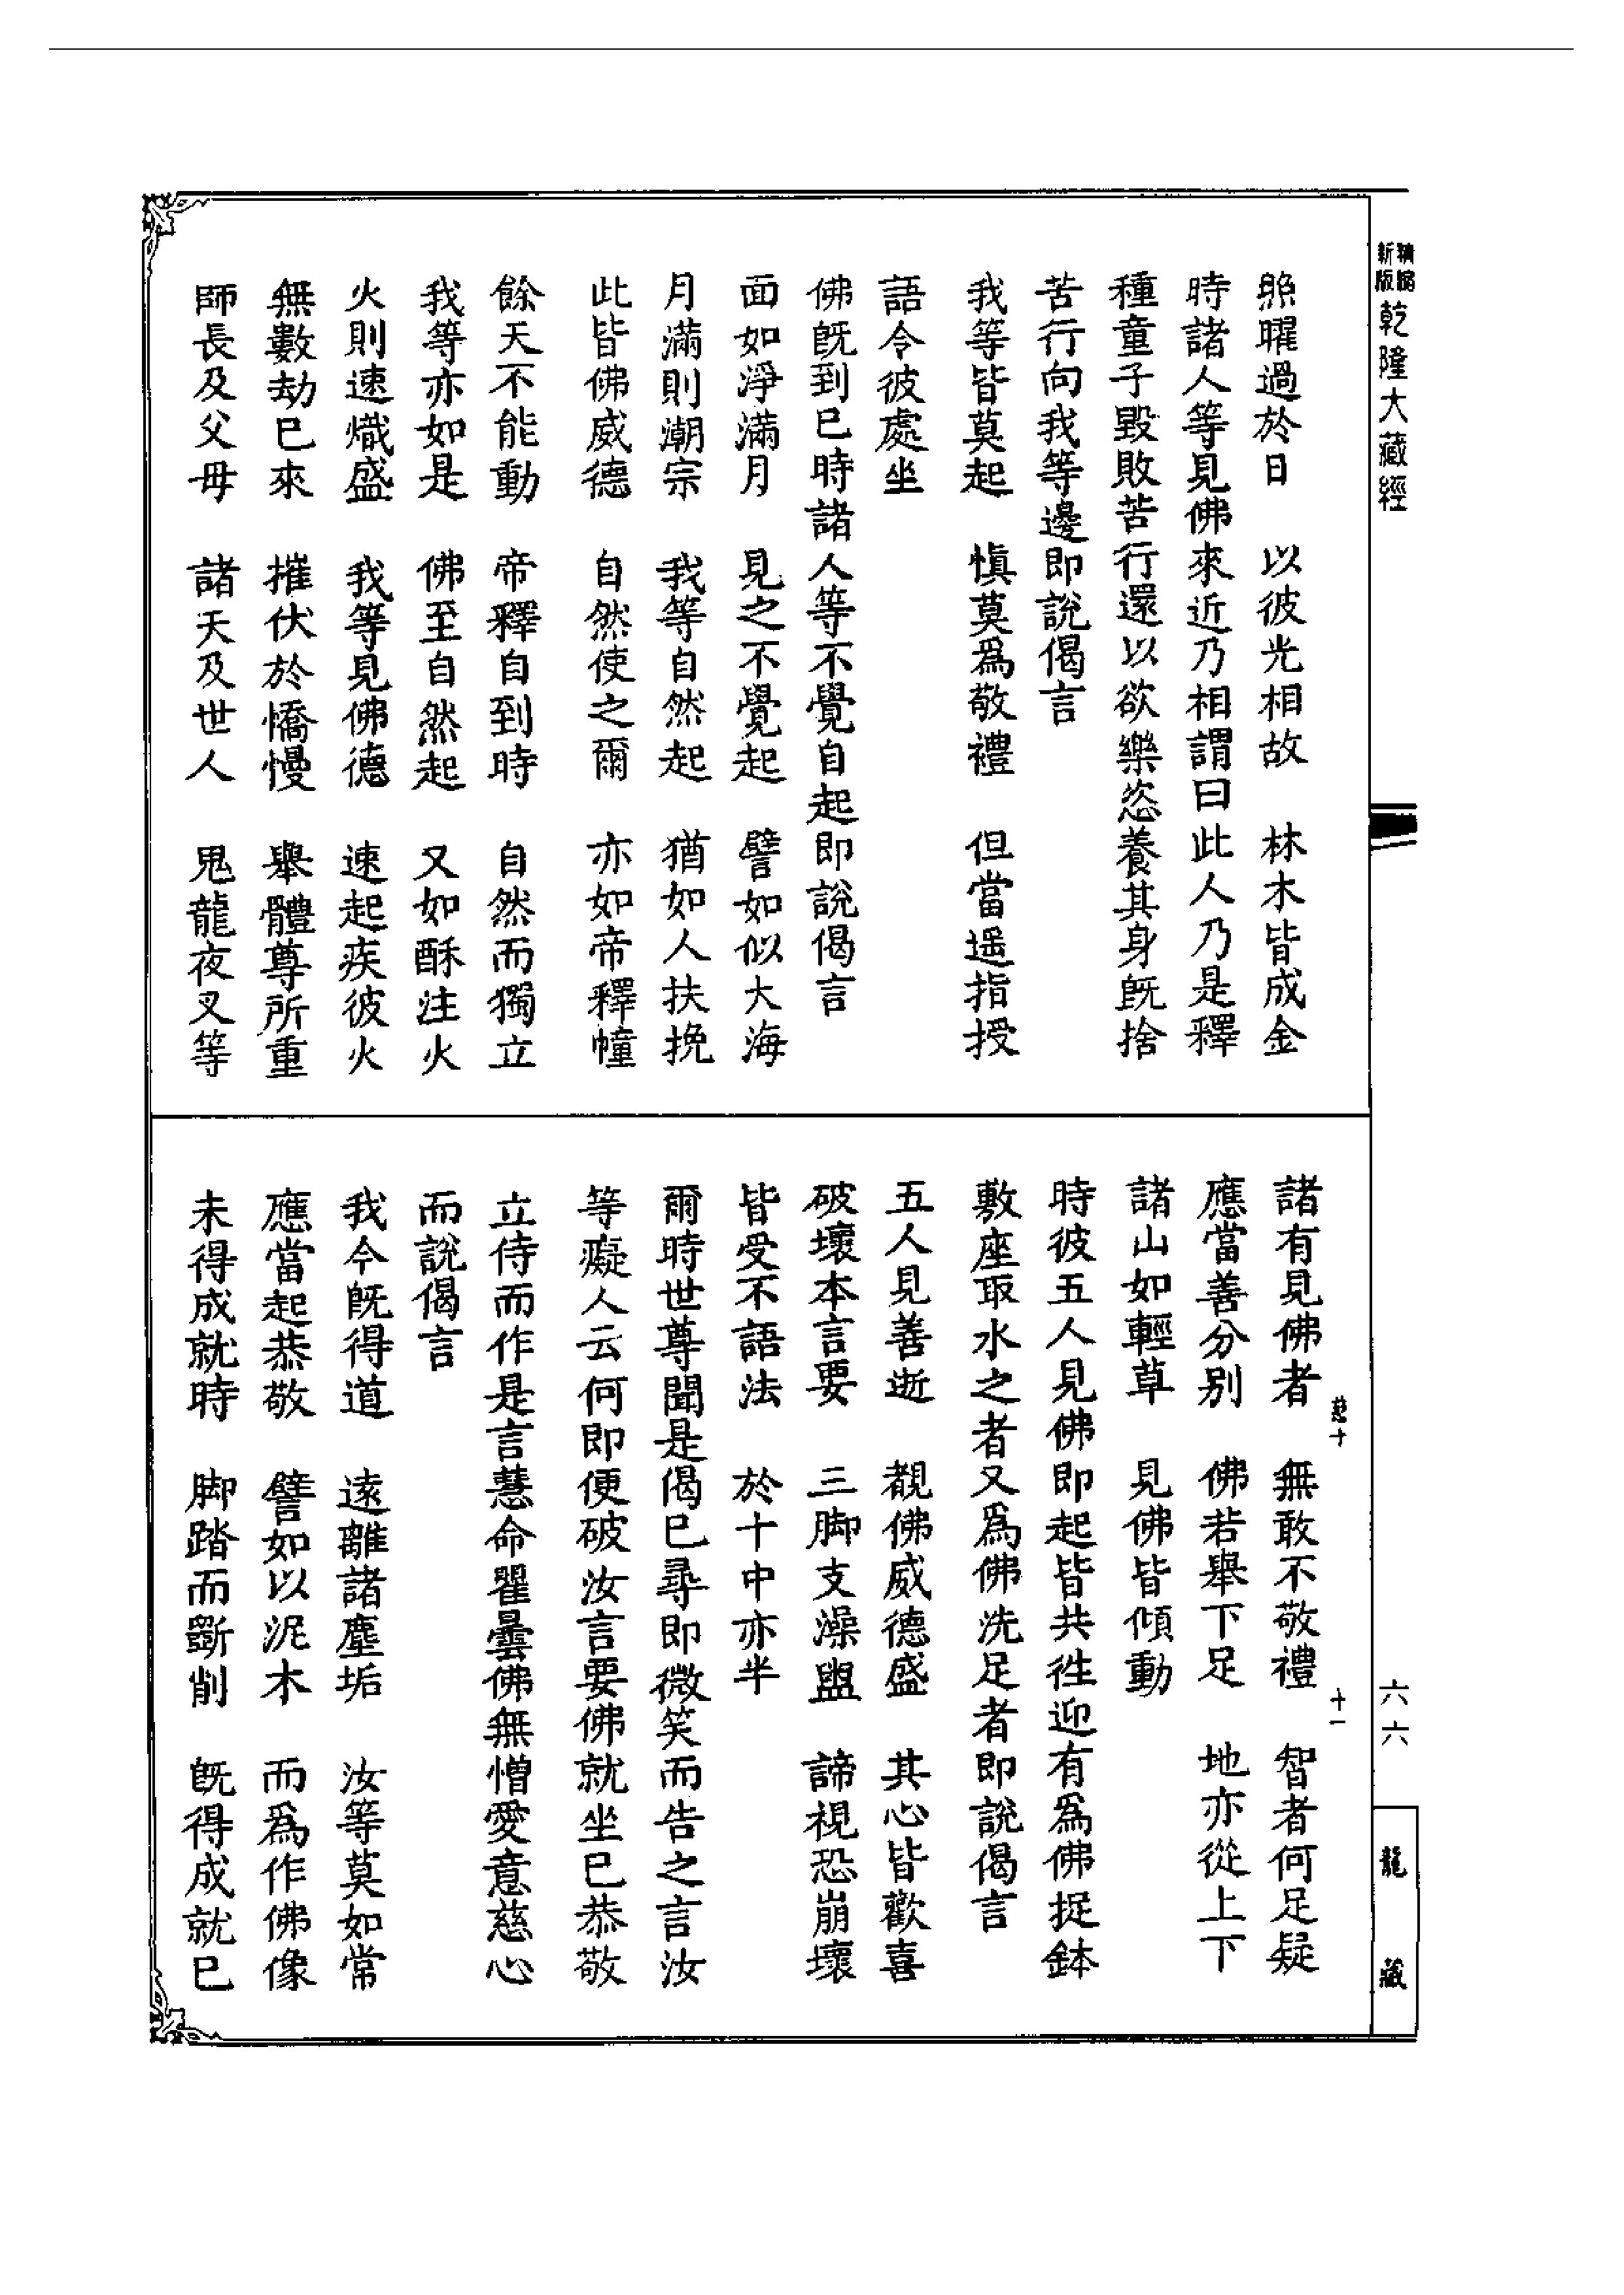 新版精縮乾隆大藏經
照曜過於日　以彼光相故　林木皆成金
時諸人等見佛來近乃相謂曰此人乃是釋
種童子毀敗苦行還以欲樂恣養其身旣捨
苦行向我等邊即說偈言
我等皆莫起　慎莫爲敬禮　但當遥指授
語令彼處坐
佛旣到已時諸人等不覺自起即說偈言
面如淨滿月　見之不覺起　譬如似大海
月滿則潮宗　我等自然起　猶如人扶挽
此皆佛威德　自然使之爾　亦如帝釋幢
餘天不能動　帝釋自到時　自然而獨立
我等亦如是　佛至自然起　又如酥注火
火則速熾盛　我等見佛德　速起疾彼火
無數劫已來　摧伏於憍慢　舉體尊所重
師長及父母　諸天及世人　鬼龍夜叉等
諸有見佛者　無敢不敬禮　智者何足疑
應當善分別　佛若舉下足　地亦從上下
諸山如輕草　見佛皆傾動
時彼五人見佛即起皆共徃迎有爲佛捉鉢
敷座取水之者又爲佛洗足者即說偈言
五人見善逝　覩佛威德盛　其心皆歡喜
破壞本言要　三脚支澡盥　諦視恐崩壞
皆受不語法　於十中亦半
爾時世尊聞是偈已尋即微笑而告之言汝
等癡人云何即便破汝言要佛就坐已恭敬
立侍而作是言慧命瞿曇佛無憎愛意慈心
而說偈言
我今旣得道　遠離諸塵垢　汝等莫如常
應當起恭敬　譬如以泥木　而爲作佛像
未得成就時　脚踏而斲削　旣得成就已
十
十一
六六
龍藏